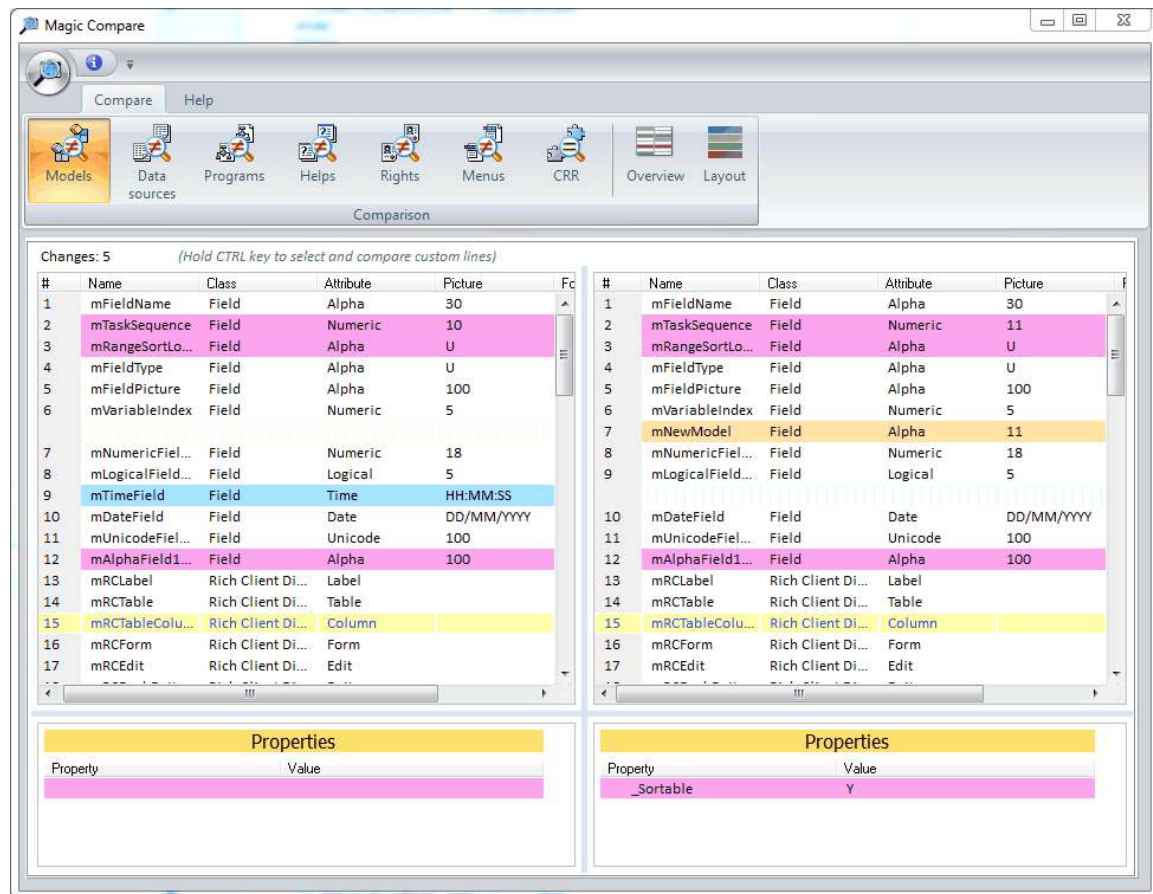 Magic Compare
Compare Help
Models Data sources Programs Helps Rights Menus CRR Overview Layout
Comparison
Changes: 5 (Hold CTRL key to select and compare custom lines)
# Name Class Attribute Picture Fc # Name Class Attribute Picture F
1 mFieldName Field Alpha 30 1 mFieldName Field Alpha 30
2 mTaskSequence Field Numeric 10 2 mTaskSequence Field Numeric 11
3 mRangeSortLo... Field Alpha U 3 mRangeSortLo... Field Alpha U
4 mFieldType Field Alpha U 4 mFieldType Field Alpha U
5 mFieldPicture Field Alpha 100 5 mFieldPicture Field Alpha 100
6 mVariableIndex Field Numeric 5 6 mVariableIndex Field Numeric 5
7 mNewModel Field Alpha 11
7 mNumericFiel... Field Numeric 18 8 mNumericFiel... Field Numeric 18
8 mLogicalField... Field Logical 5 9 mLogicalField... Field Logical 5
9 mTimeField Field Time HH:MM:SS
10 mDateField Field Date DD/MM/YYYY 10 mDateField Field Date DD/MM/YYYY
11 mUnicodeFiel... Field Unicode 100 11 mUnicodeFiel... Field Unicode 100
12 mAlphaField1... Field Alpha 100 12 mAlphaField1... Field Alpha 100
13 mRCLabel Rich Client Di... Label 13 mRCLabel Rich Client Di... Label
14 mRCTable Rich Client Di... Table 14 mRCTable Rich Client Di... Table
15 mRCTableColu... Rich Client Di... Column 15 mRCTableColu... Rich Client Di... Column
16 mRCForm Rich Client Di... Form 16 mRCForm Rich Client Di... Form
17 mRCEdit Rich Client Di... Edit 17 mRCEdit Rich Client Di... Edit
Properties Properties
Property Value Property Value
_Sortable Y